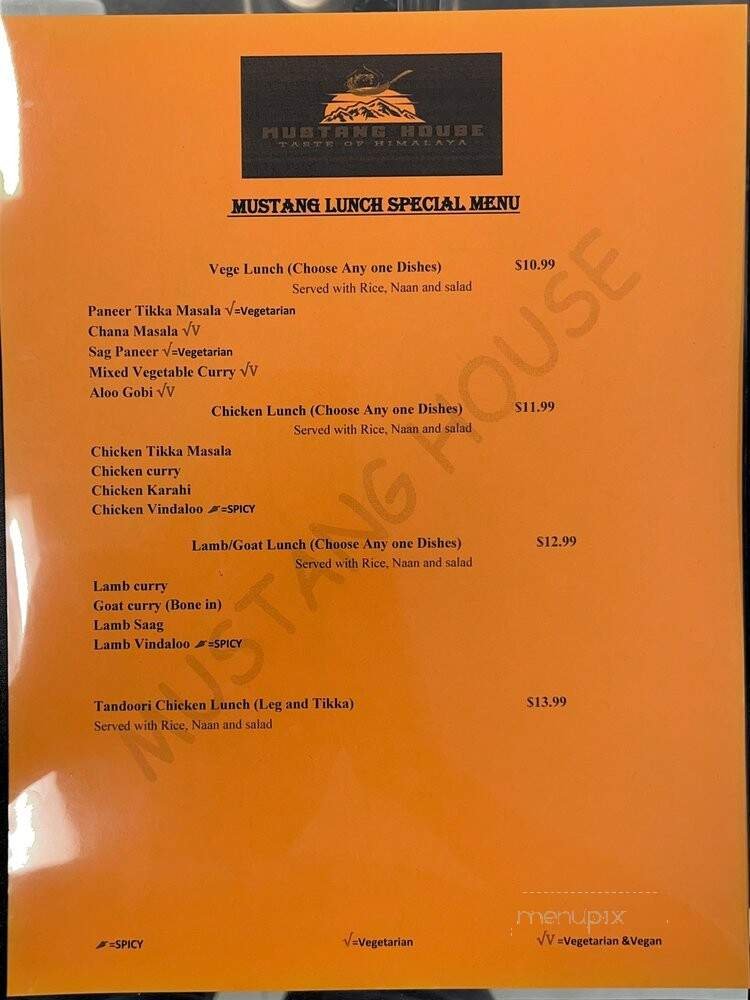 MUSTANG HOUSE
TASTE OF HIMALAYA
MUSTANG LUNCH SPECIAL MENU
Vege Lunch (Choose Any one Dishes) $10.99
Served with Rice, Naan and salad
Paneer Tikka Masala √=Vegetarian
Chana Masala √V
Sag Paneer √=Vegetarian
Mixed Vegetable Curry √V
Aloo Gobi √V
Chicken Lunch (Choose Any one Dishes) $11.99
Served with Rice, Naan and salad
Chicken Tikka Masala
Chicken curry
Chicken Karahi
Chicken Vindaloo =SPICY
Lamb/Goat Lunch (Choose Any one Dishes) $12.99
Served with Rice, Naan and salad
Lamb curry
Goat curry (Bone in)
Lamb Saag
Lamb Vindaloo =SPICY
Tandoori Chicken Lunch (Leg and Tikka) $13.99
Served with Rice, Naan and salad
MUSTANG HOUSE
menupix
=SPICY √=Vegetarian √V =Vegetarian &Vegan